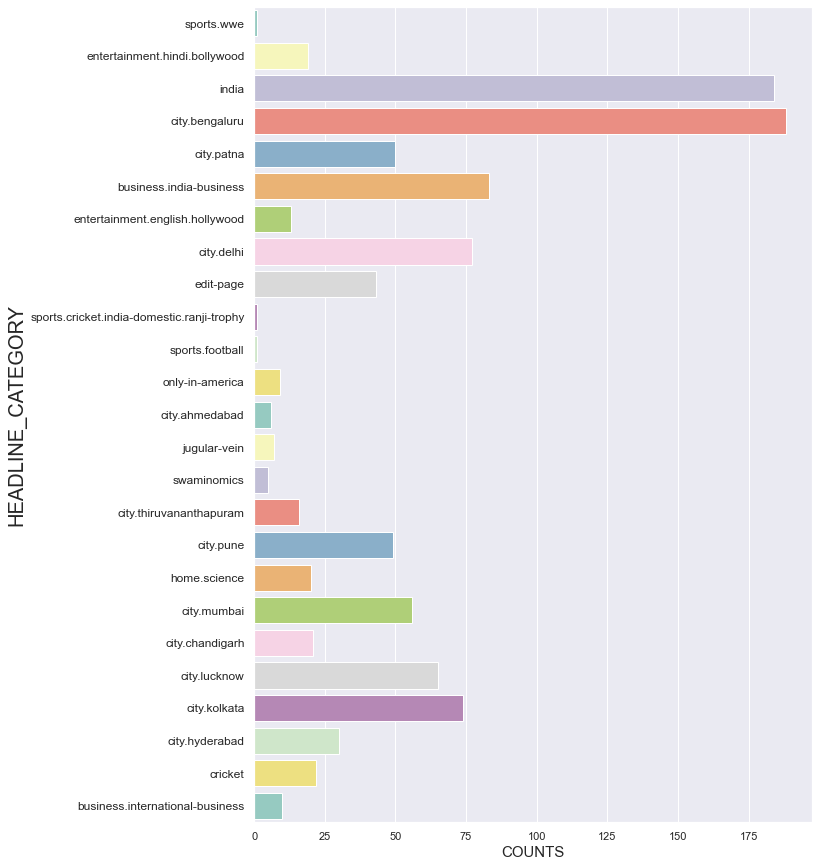 sports.wwe
entertainment.hindi.bollywood
india
city.bengaluru
city.patna
business.india-business
entertainment.english.hollywood
city.delhi
edit-page
sports.cricket.india-domestic.ranji-trophy
sports.football
only-in-america
city.ahmedabad
jugular-vein
swaminomics
city.thiruvananthapuram
city.pune
home.science
city.mumbai
city.chandigarh
city.lucknow
city.kolkata
city.hyderabad
cricket
business.international-business
HEADLINE_CATEGORY
0 25 50 75 100 125 150 175
COUNTS